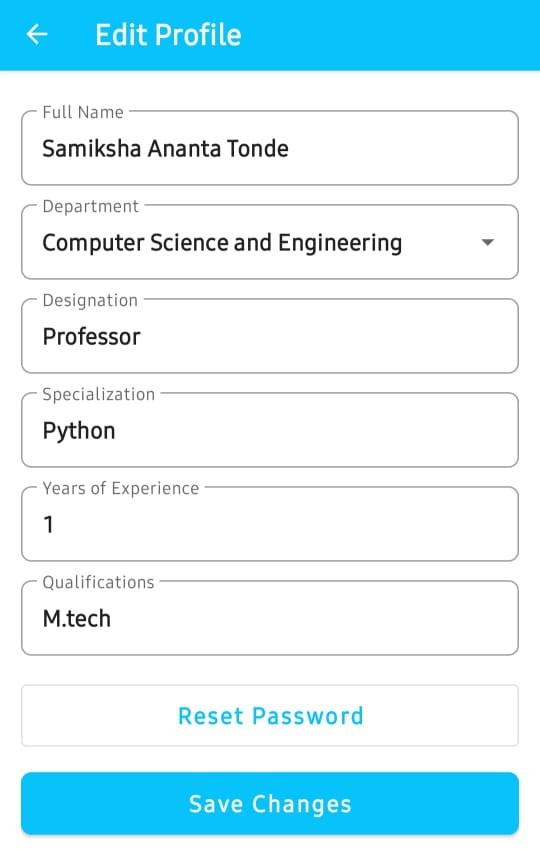 Edit Profile
Full Name
Samiksha Ananta Tonde
Department
Computer Science and Engineering
Designation
Professor
Specialization
Python
Years of Experience
1
Qualifications
M.tech
Reset Password
Save Changes